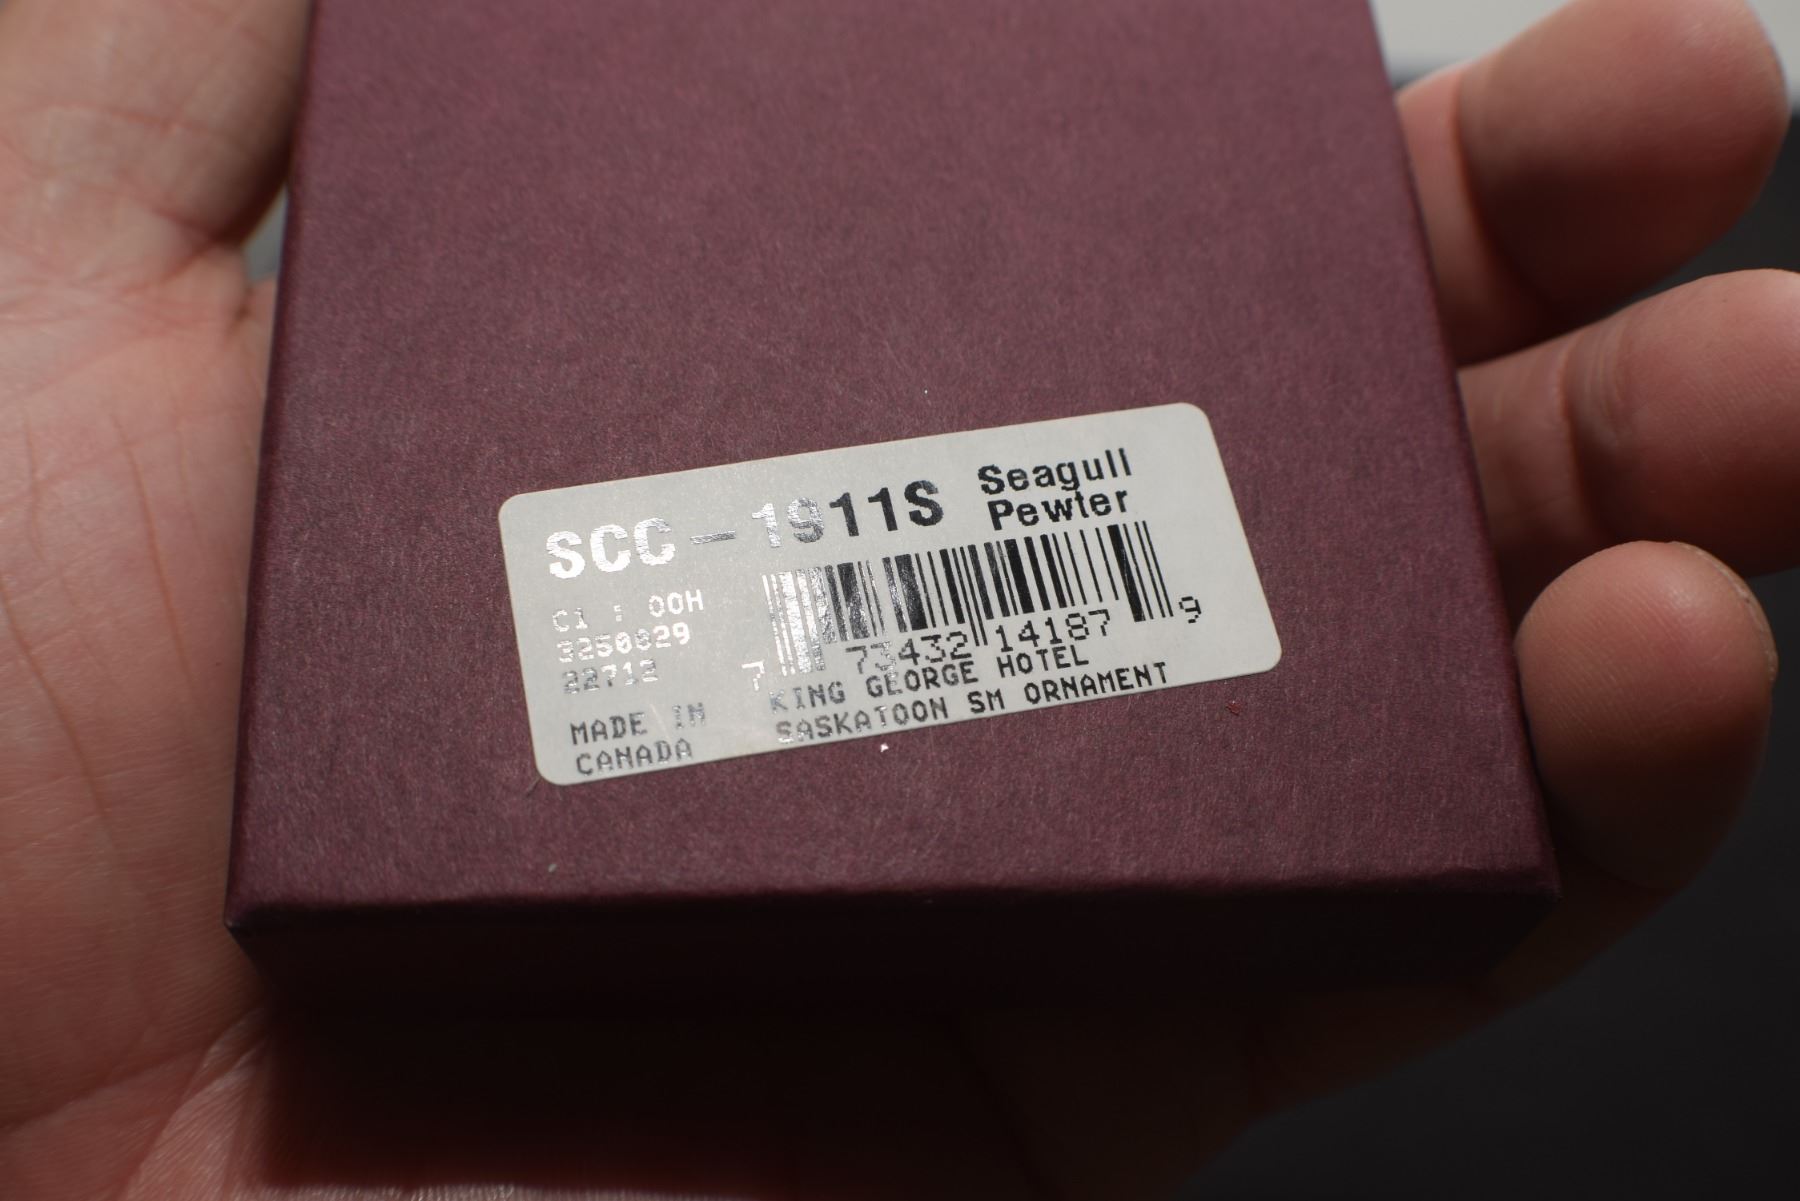 SCC-1911S
Seagull
Pewter
C1 : 00H
3250029
22712
7 73432 14187 9
MADE IN
CANADA
KING GEORGE HOTEL
SASKATOON SM ORNAMENT